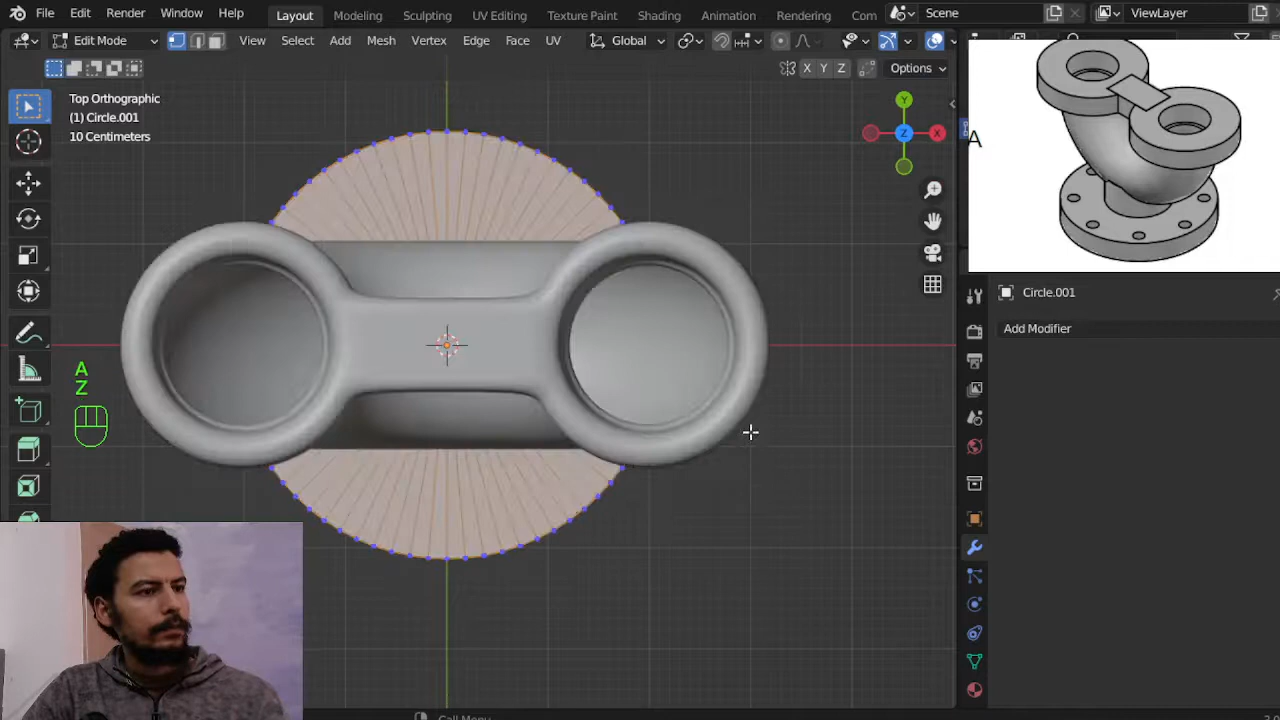 File Edit Render Window Help Layout Modeling Sculpting UV Editing Texture Paint Shading Animation Rendering Com Scene ViewLayer
Edit Mode View Select Add Mesh Vertex Edge Face UV Global
X Y Z Options
Top Orthographic
(1) Circle.001
10 Centimeters
Y
Z X
A
Circle.001
Add Modifier
A
Z
Call Menu